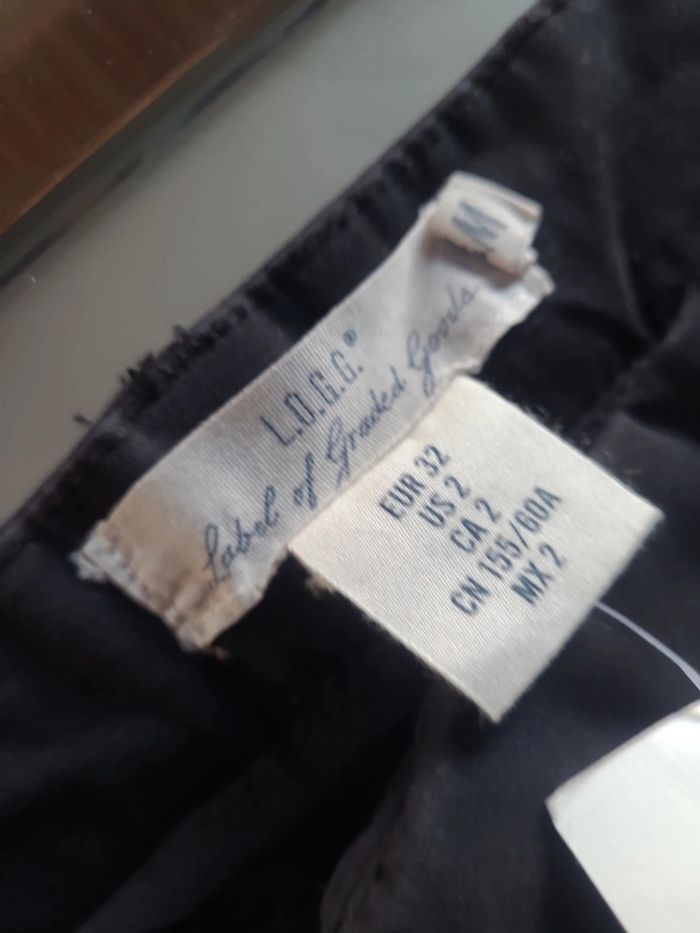 M
L.O.G.G.®
Label of Graded Goods
EUR 32
US 2
CA 2
CN 155/60A
MX 2